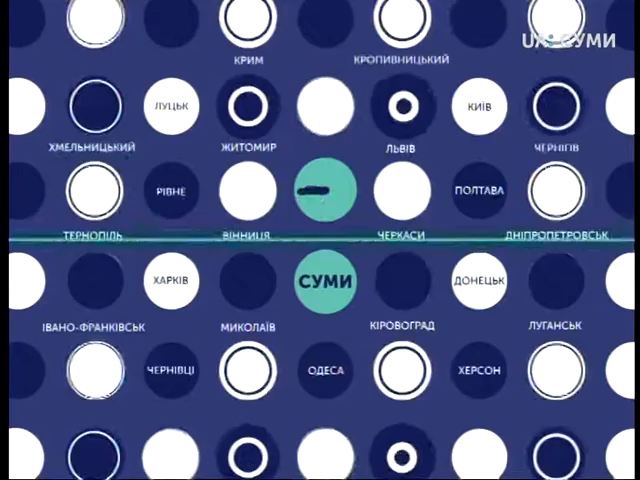 UA: СУМИ
КРИМ
КРОПИВНИЦЬКИЙ
ЛУЦЬК
КИЇВ
ХМЕЛЬНИЦЬКИЙ
ЖИТОМИР
ЛЬВІВ
ЧЕРНІГІВ
РІВНЕ
ПОЛТАВА
ТЕРНОПІЛЬ
ВІННИЦЯ
ЧЕРКАСИ
ДНІПРОПЕТРОВСЬК
ХАРКІВ
СУМИ
ДОНЕЦЬК
ІВАНО-ФРАНКІВСЬК
МИКОЛАЇВ
КІРОВОГРАД
ЛУГАНСЬК
ЧЕРНІВЦІ
ОДЕСА
ХЕРСОН